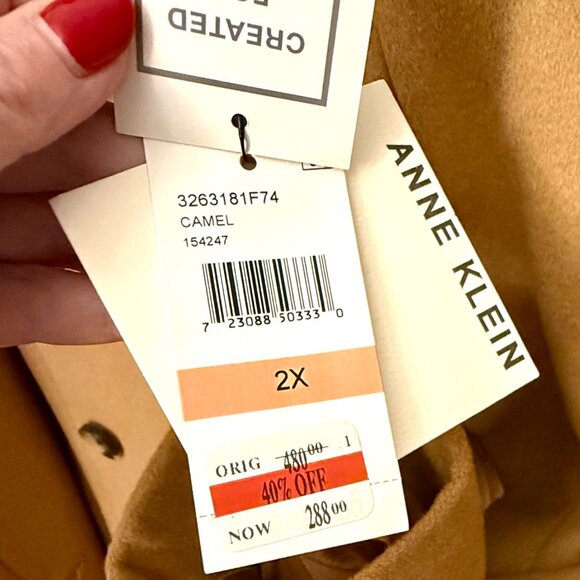 CREATED
3263181F74
CAMEL
154247
7 23088 50333 0
2X
ORIG 480.00 1
40% OFF
NOW 288.00
ANNE KLEIN